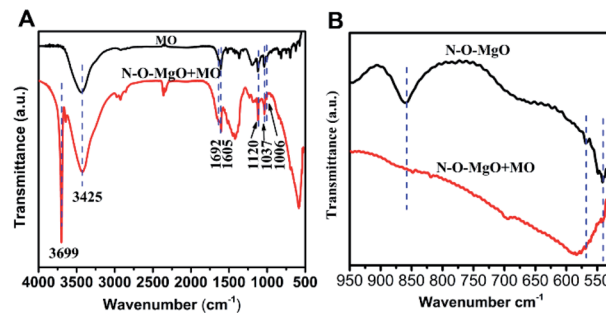 A
MO
N-O-MgO+MO
1692
1605
1120
1037
1006
3425
3699
Transmittance (a.u.)
4000 3500 3000 2500 2000 1500 1000 500
Wavenumber (cm⁻¹)
B
N-O-MgO
N-O-MgO+MO
Transmittance (a.u.)
950 900 850 800 750 700 650 600 550
Wavenumber cm⁻¹